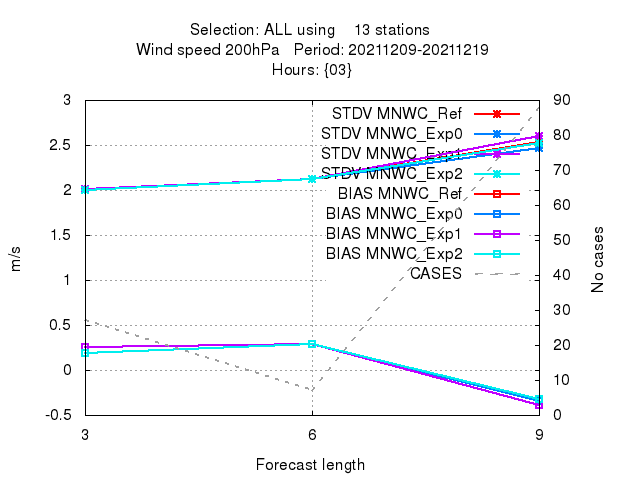 Selection: ALL using 13 stations
Wind speed 200hPa Period: 20211209-20211219
Hours: {03}
3
2.5
2
1.5
1
0.5
0
-0.5
m/s
90
80
70
60
50
40
30
20
10
0
No cases
STDV MNWC_Ref
STDV MNWC_Exp0
STDV MNWC_Exp1
STDV MNWC_Exp2
BIAS MNWC_Ref
BIAS MNWC_Exp0
BIAS MNWC_Exp1
BIAS MNWC_Exp2
CASES
3 6 9
Forecast length